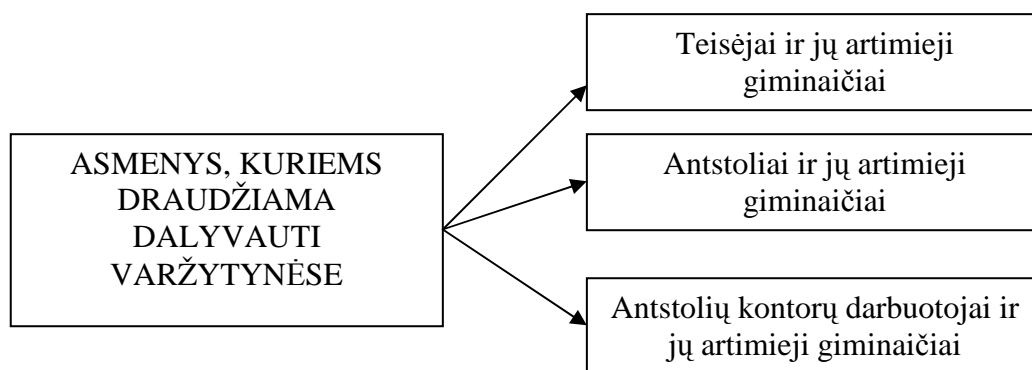 ASMENYS, KURIEMS
DRAUDŽIAMA
DALYVAUTI
VARŽYTYNĖSE
Teisėjai ir jų artimieji
giminaičiai
Antstoliai ir jų artimieji
giminaičiai
Antstolių kontorų darbuotojai ir
jų artimieji giminaičiai